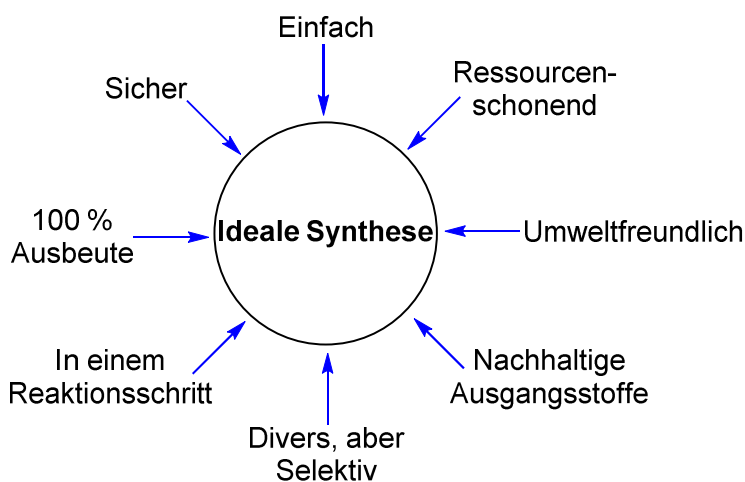 Einfach
Ressourcen-
schonend
Sicher
100 %
Ausbeute
Ideale Synthese
Umweltfreundlich
In einem
Reaktionsschritt
Nachhaltige
Ausgangsstoffe
Divers, aber
Selektiv